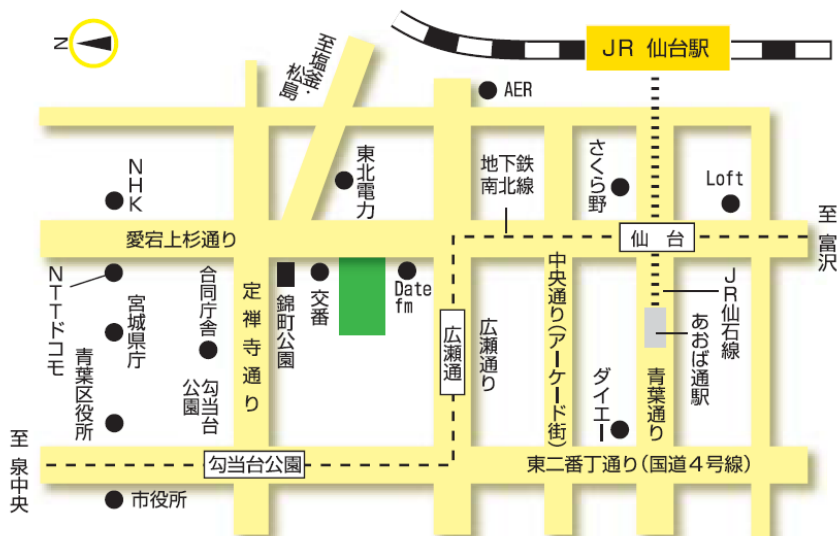 N
JR 仙台駅
至塩釜・
松島
AER
NHK
東北電力
地下鉄
南北線
さくら野
Loft
愛宕上杉通り
仙台
至富沢
NTTドコモ
宮城県庁
合同庁舎
定禅寺通り
錦町公園
交番
Date
fm
広瀬通
広瀬通り
中央通り(アーケード街)
ダイエー
青葉通り
あおば通駅
JR仙石線
青葉区役所
勾当台
公園
至泉中央
勾当台公園
東二番丁通り(国道4号線)
市役所